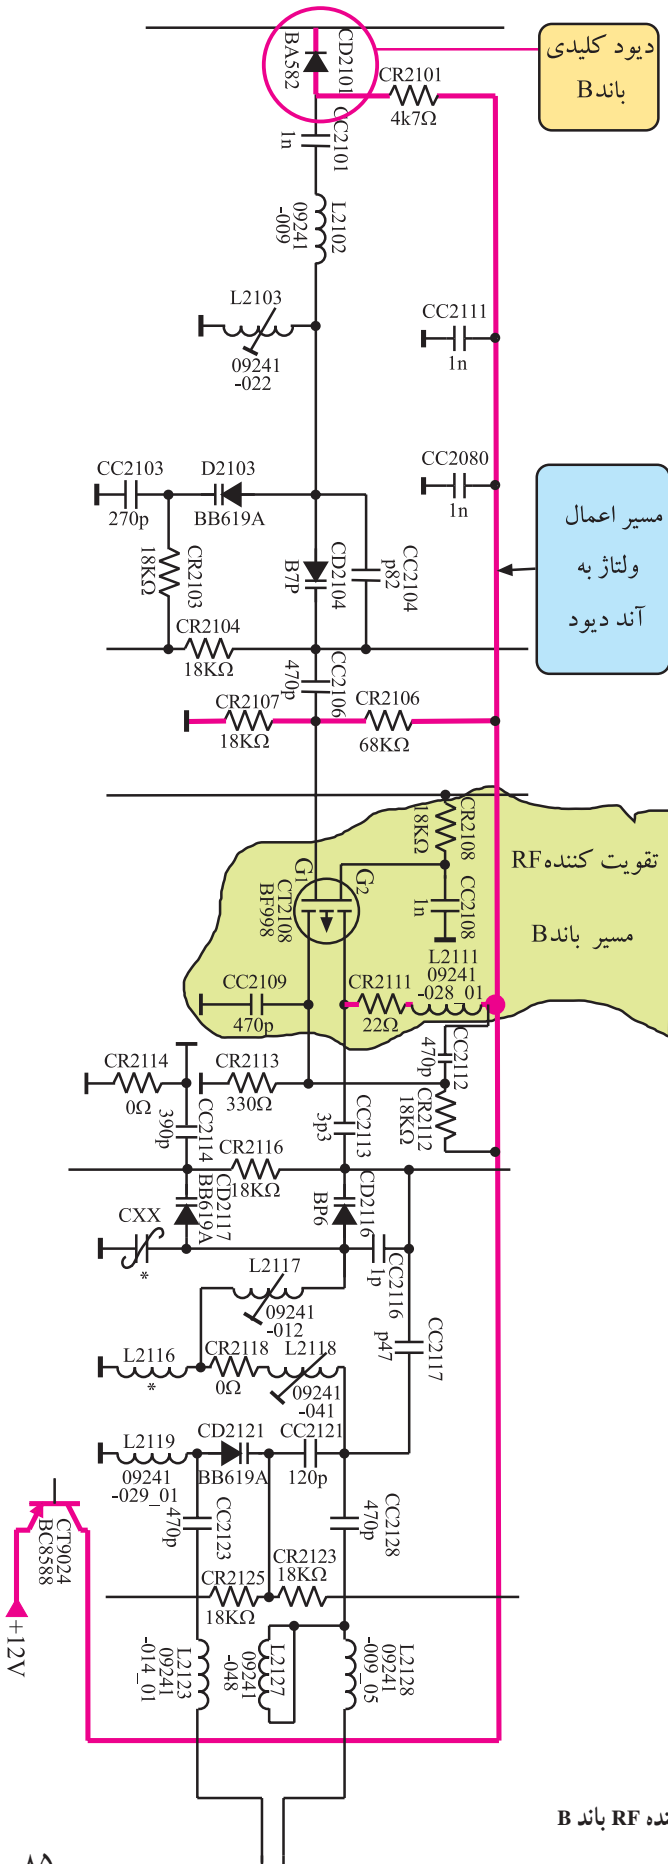 دیود کلیدی
باند B
CD2101
BA582
CR2101
4k7Ω
CC2101
1n
L2102
09241
-009
L2103
09241
-022
CC2111
1n
CC2103
270p
D2103
BB619A
CC2080
1n
مسیر اعمال
ولتاژ به
آند دیود
CR2103
18KΩ
CD2104
B7P
CC2104
p82
CR2104
18KΩ
CC2106
470p
CR2107
18KΩ
CR2106
68KΩ
CR2108
18KΩ
تقویت کننده RF
مسیر باند B
G1
G2
CT2108
BF998
CC2108
1n
L2111
09241
-028_01
CC2109
470p
CR2111
22Ω
CC2112
470p
CR2114
0Ω
CR2113
330Ω
CC2114
390p
CC2113
3p3
CR2112
18KΩ
CR2116
18KΩ
CD2117
BB619A
CD2116
BP6
CXX
*
CC2116
1p
L2117
09241
-012
CC2117
p47
L2116
*
CR2118
0Ω
L2118
09241
-041
L2119
09241
-029_01
CD2121
BB619A
CC2121
120p
CT9024
BC8588
CC2123
470p
CC2128
470p
CR2125
18KΩ
CR2123
18KΩ
+12V
L2123
09241
-014_01
L2127
09241
-048
L2128
09241
-009_05
نده RF باند B